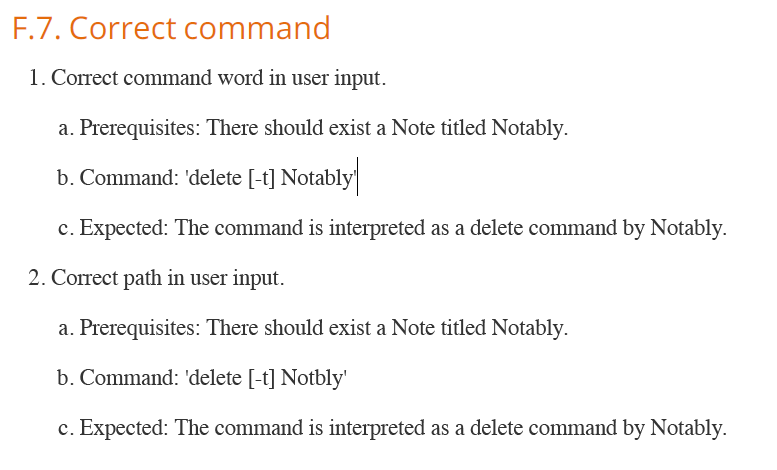 F.7. Correct command
1. Correct command word in user input.
a. Prerequisites: There should exist a Note titled Notably.
b. Command: 'delete [-t] Notably'
c. Expected: The command is interpreted as a delete command by Notably.
2. Correct path in user input.
a. Prerequisites: There should exist a Note titled Notably.
b. Command: 'delete [-t] Notbly'
c. Expected: The command is interpreted as a delete command by Notably.